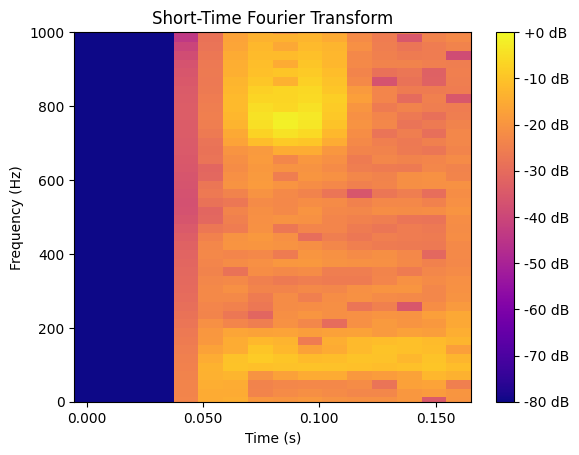 Short-Time Fourier Transform
1000
800
600
400
200
0
Frequency (Hz)
0.000
0.050
0.100
0.150
Time (s)
+0 dB
-10 dB
-20 dB
-30 dB
-40 dB
-50 dB
-60 dB
-70 dB
-80 dB